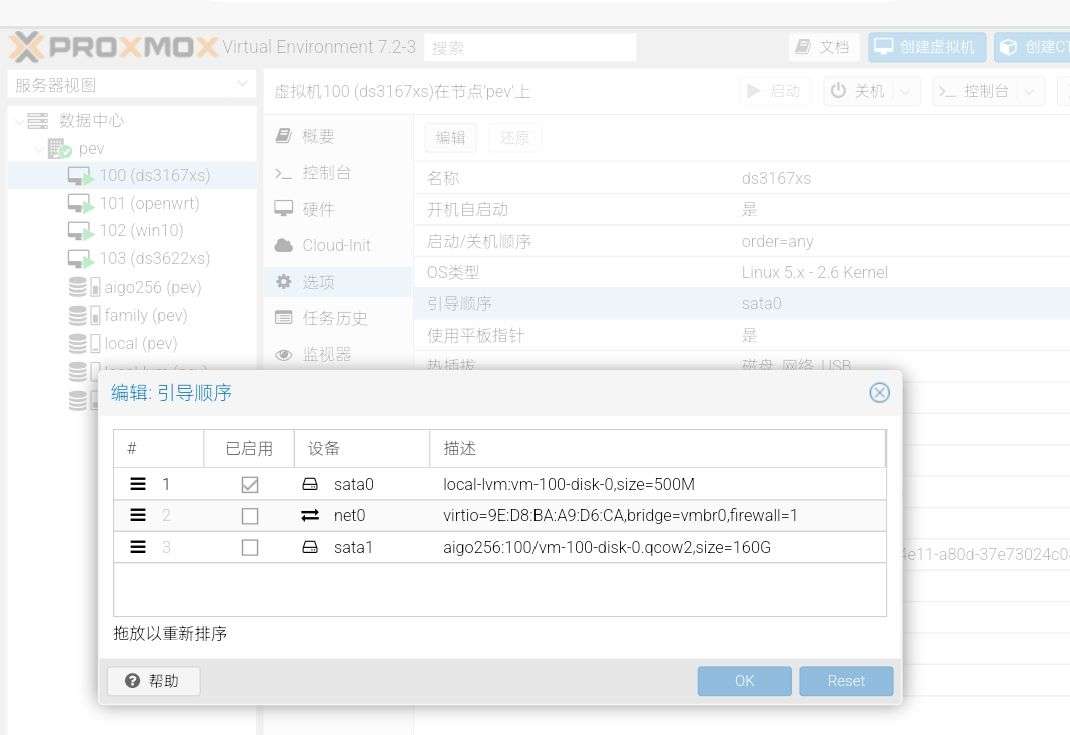 PROXMOX Virtual Environment 7.2-3 搜索 文档 创建虚拟机 创建CT
服务器视图
虚拟机100 (ds3167xs)在节点'pev'上 启动 关机 控制台
数据中心
pev
100 (ds3167xs)
101 (openwrt)
102 (win10)
103 (ds3622xs)
aigo256 (pev)
family (pev)
local (pev)
概要
控制台
硬件
Cloud-Init
选项
任务历史
监视器
编辑 还原
名称 ds3167xs
开机自启动 是
启动/关机顺序 order=any
OS类型 Linux 5.x - 2.6 Kernel
引导顺序 sata0
使用平板指针 是
热插拔 磁盘, 网络, USB
编辑: 引导顺序
# 已启用 设备 描述
1 sata0 local-lvm:vm-100-disk-0,size=500M
2 net0 virtio=9E:D8:BA:A9:D6:CA,bridge=vmbr0,firewall=1
3 sata1 aigo256:100/vm-100-disk-0.qcow2,size=160G
4e11-a80d-37e73024c0
拖放以重新排序
帮助 OK Reset